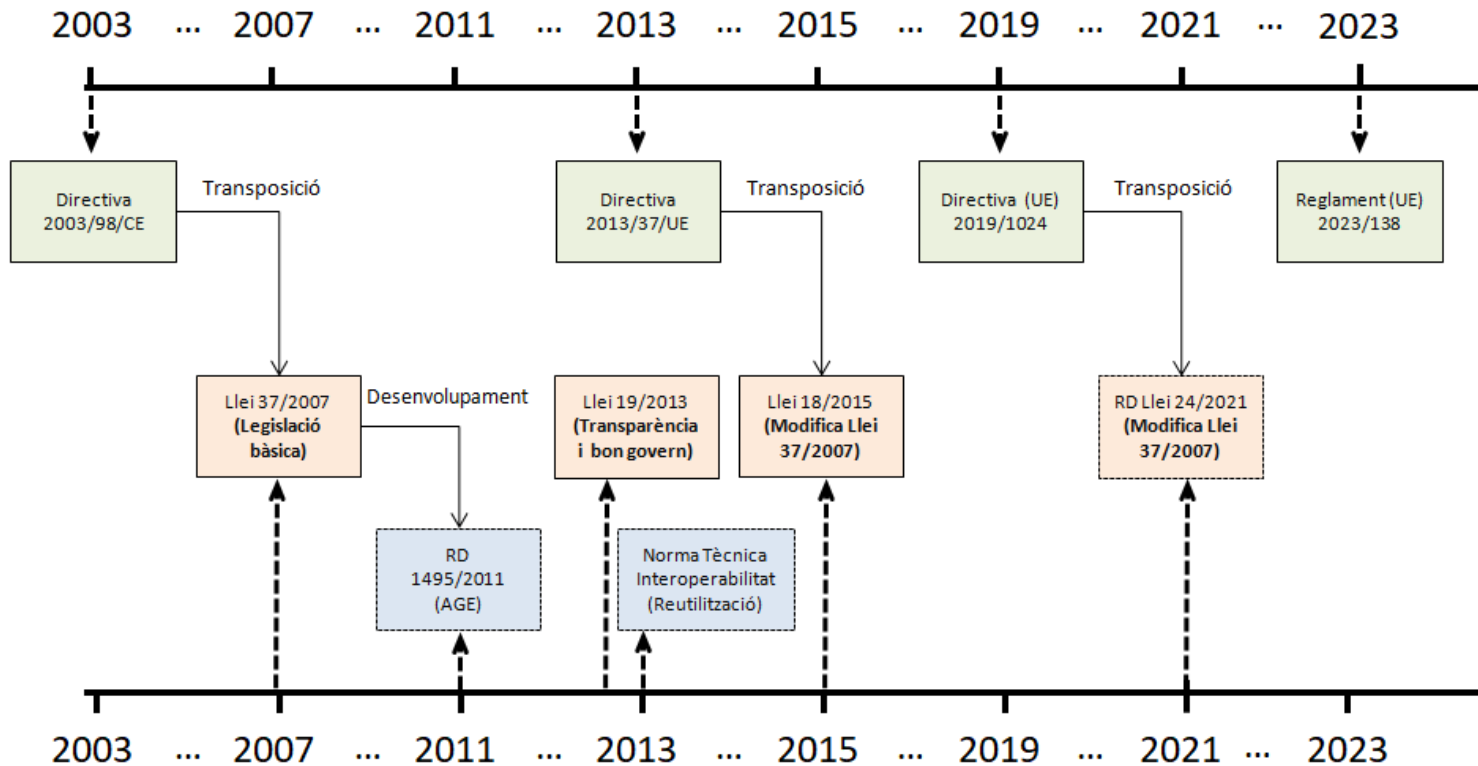 2003 ... 2007 ... 2011 ... 2013 ... 2015 ... 2019 ... 2021 ... 2023
Directiva
2003/98/CE
Transposició
Directiva
2013/37/UE
Transposició
Directiva (UE)
2019/1024
Transposició
Reglament (UE)
2023/138
Llei 37/2007
(Legislació
bàsica)
Desenvolupament
Llei 19/2013
(Transparència
i bon govern)
Llei 18/2015
(Modifica Llei
37/2007)
RD Llei 24/2021
(Modifica Llei
37/2007)
RD
1495/2011
(AGE)
Norma Tècnica
Interoperabilitat
(Reutilització)
2003 ... 2007 ... 2011 ... 2013 ... 2015 ... 2019 ... 2021 ... 2023